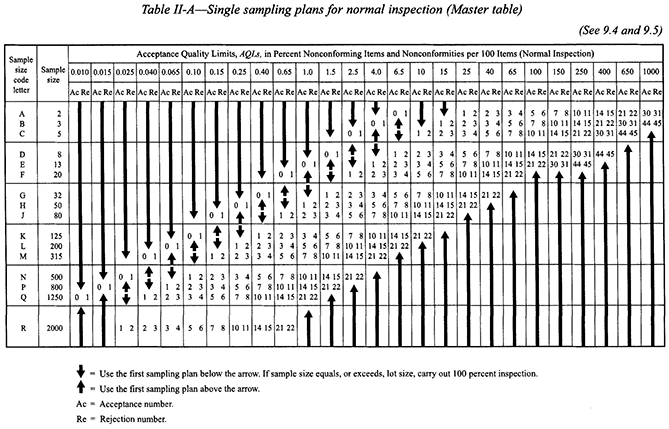 Table II-A—Single sampling plans for normal inspection (Master table)
(See 9.4 and 9.5)
Sample size code letter
Sample size
Acceptance Quality Limits, AQLs, in Percent Nonconforming Items and Nonconformities per 100 Items (Normal Inspection)
0.010 0.015 0.025 0.040 0.065 0.10 0.15 0.25 0.40 0.65 1.0 1.5 2.5 4.0 6.5 10 15 25 40 65 100 150 250 400 650 1000
Ac Re Ac Re Ac Re Ac Re Ac Re Ac Re Ac Re Ac Re Ac Re Ac Re Ac Re Ac Re Ac Re Ac Re Ac Re Ac Re Ac Re Ac Re Ac Re Ac Re Ac Re Ac Re Ac Re Ac Re Ac Re Ac Re
A 2 0 1 1 2 2 3 3 4 5 6 7 8 10 11 14 15 21 22 30 31
B 3 0 1 1 2 2 3 3 4 5 6 7 8 10 11 14 15 21 22 30 31 44 45
C 5 0 1 1 2 2 3 3 4 5 6 7 8 10 11 14 15 21 22 30 31 44 45
D 8 0 1 1 2 2 3 3 4 5 6 7 8 10 11 14 15 21 22 30 31 44 45
E 13 0 1 1 2 2 3 3 4 5 6 7 8 10 11 14 15 21 22 30 31 44 45
F 20 0 1 1 2 2 3 3 4 5 6 7 8 10 11 14 15 21 22
G 32 0 1 1 2 2 3 3 4 5 6 7 8 10 11 14 15 21 22
H 50 0 1 1 2 2 3 3 4 5 6 7 8 10 11 14 15 21 22
J 80 0 1 1 2 2 3 3 4 5 6 7 8 10 11 14 15 21 22
K 125 0 1 1 2 2 3 3 4 5 6 7 8 10 11 14 15 21 22
L 200 0 1 1 2 2 3 3 4 5 6 7 8 10 11 14 15 21 22
M 315 0 1 1 2 2 3 3 4 5 6 7 8 10 11 14 15 21 22
N 500 0 1 1 2 2 3 3 4 5 6 7 8 10 11 14 15 21 22
P 800 0 1 1 2 2 3 3 4 5 6 7 8 10 11 14 15 21 22
Q 1250 0 1 1 2 2 3 3 4 5 6 7 8 10 11 14 15 21 22
R 2000 1 2 2 3 3 4 5 6 7 8 10 11 14 15 21 22
= Use the first sampling plan below the arrow. If sample size equals, or exceeds, lot size, carry out 100 percent inspection.
= Use the first sampling plan above the arrow.
Ac = Acceptance number.
Re = Rejection number.